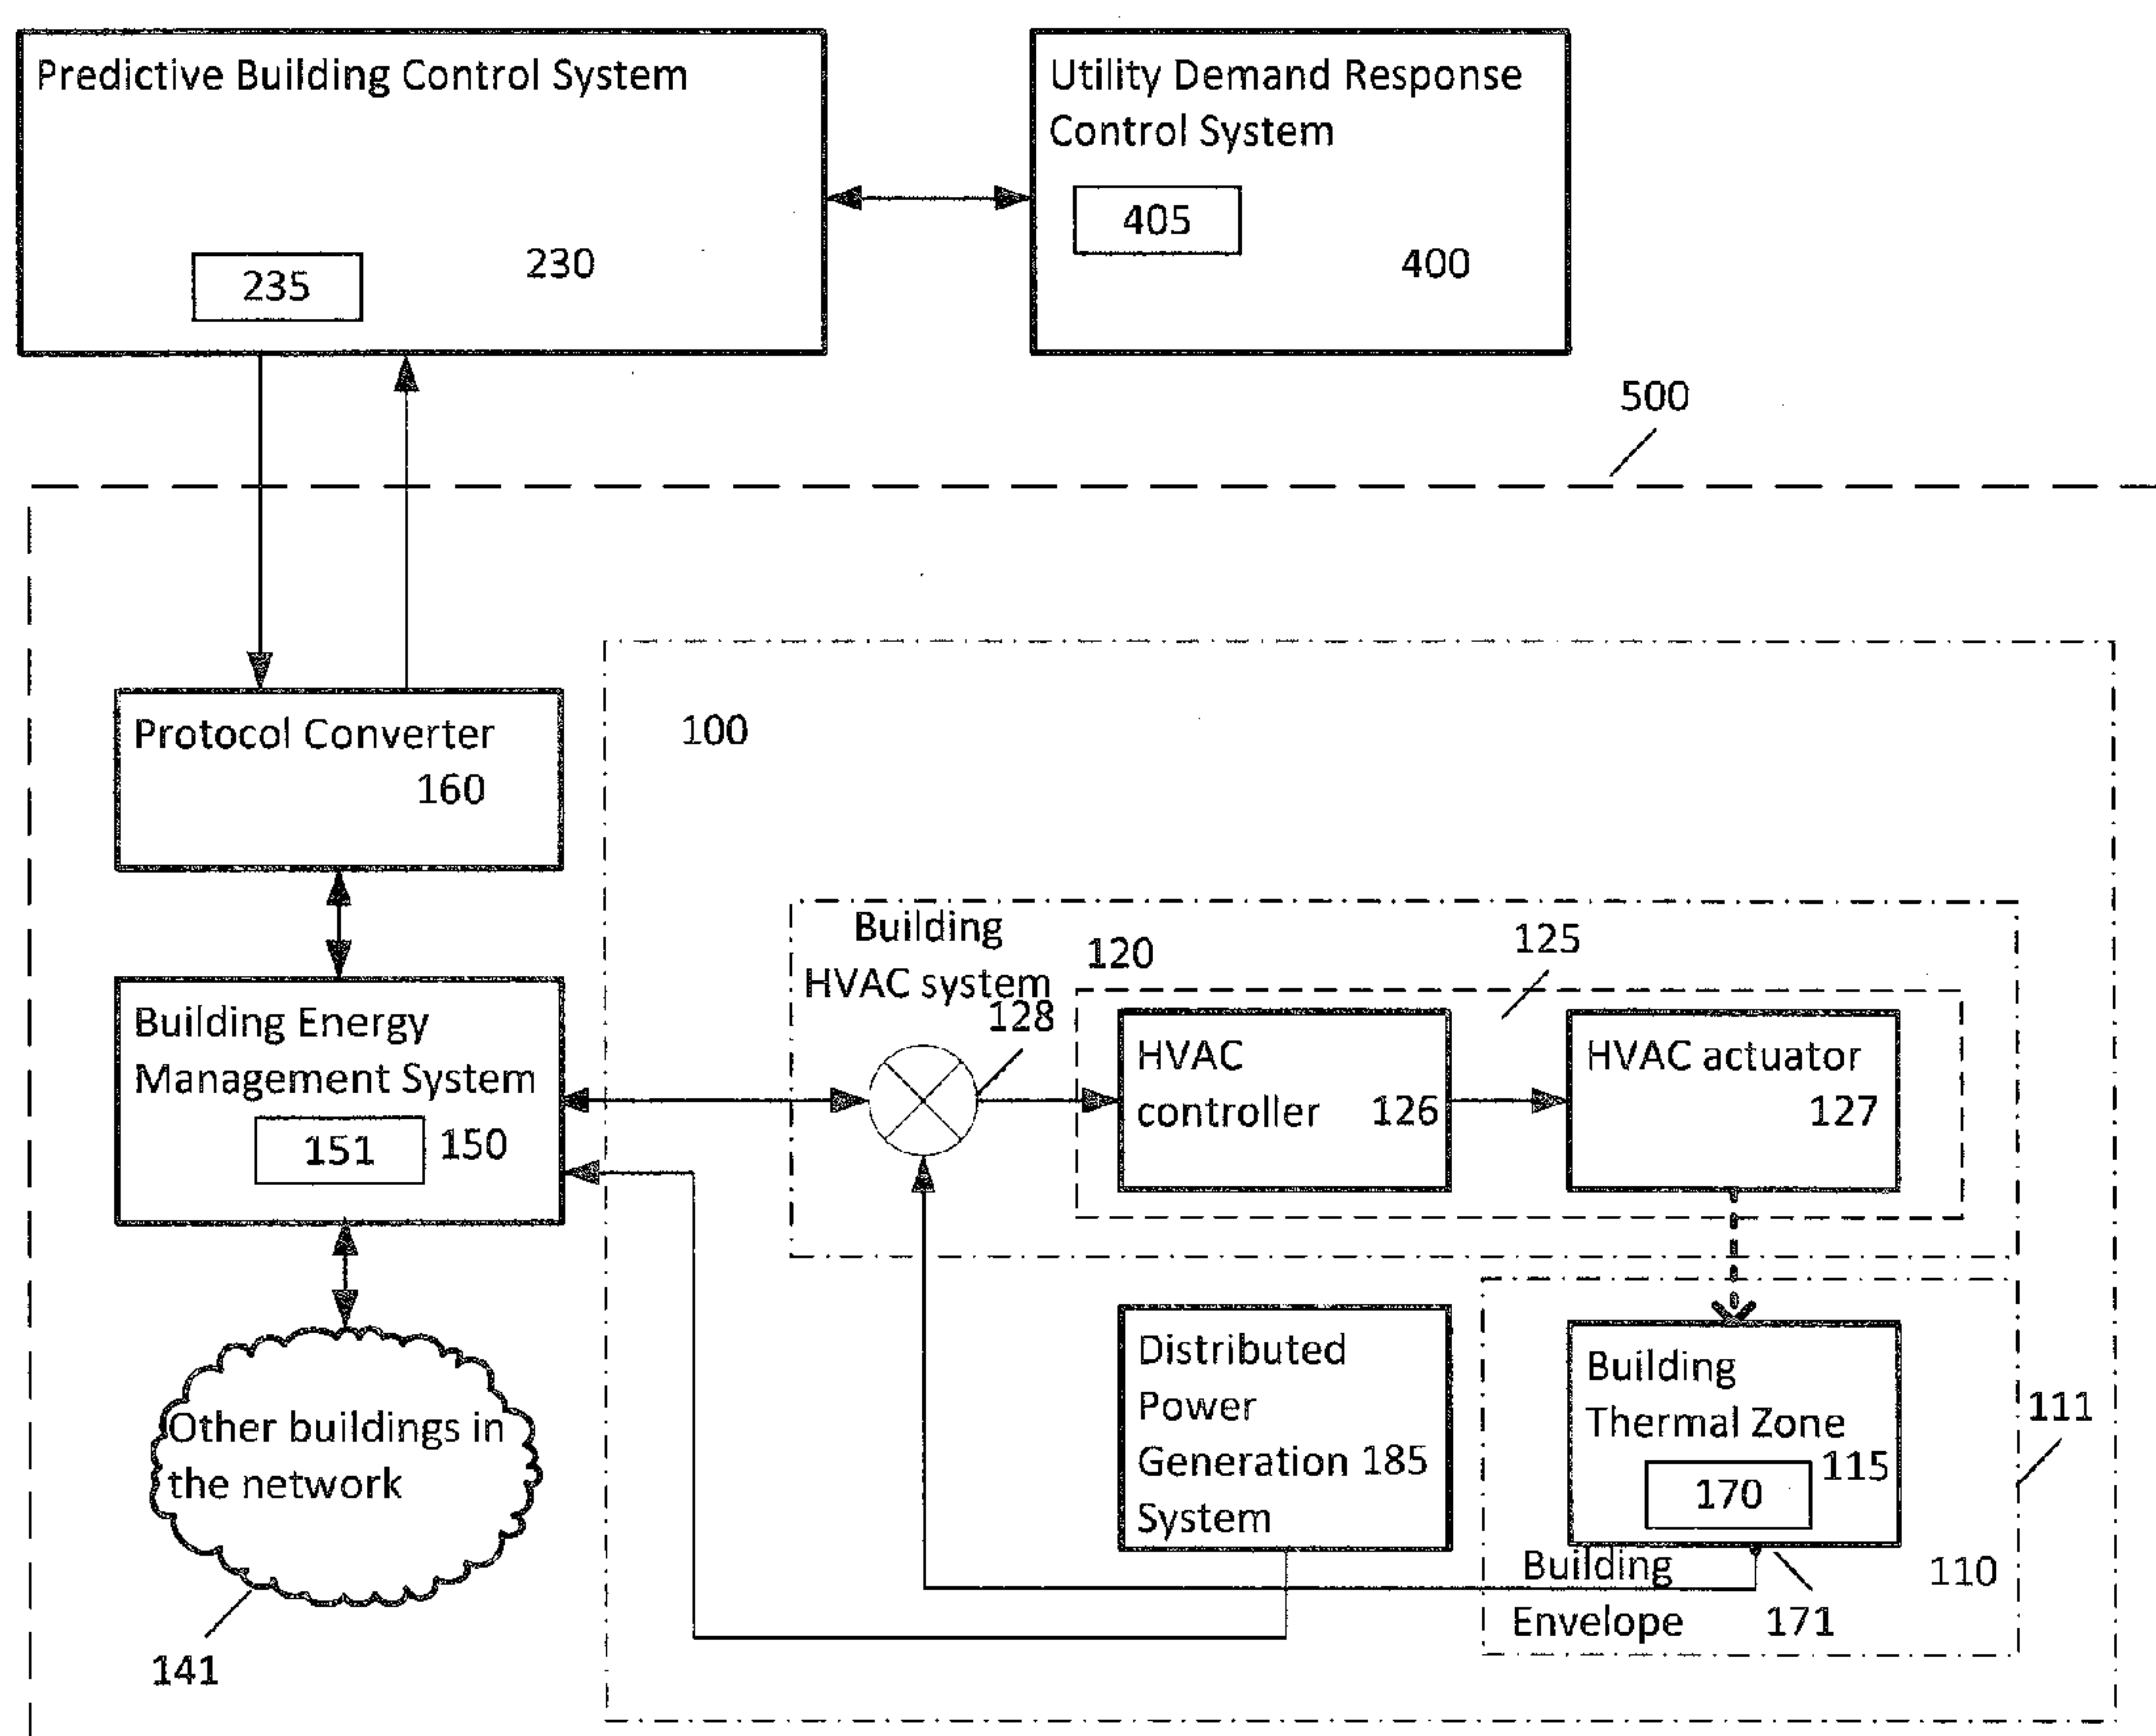 Predictive Building Control System
235
230
Utility Demand Response
Control System
405
400
500
Protocol Converter
160
100
Building
HVAC system
120
128
125
HVAC
controller
126
HVAC actuator
127
Building Energy
Management System
151
150
Other buildings in
the network
141
Distributed
Power
Generation 185
System
Building
Thermal Zone
115
170
111
Building
Envelope
110
171